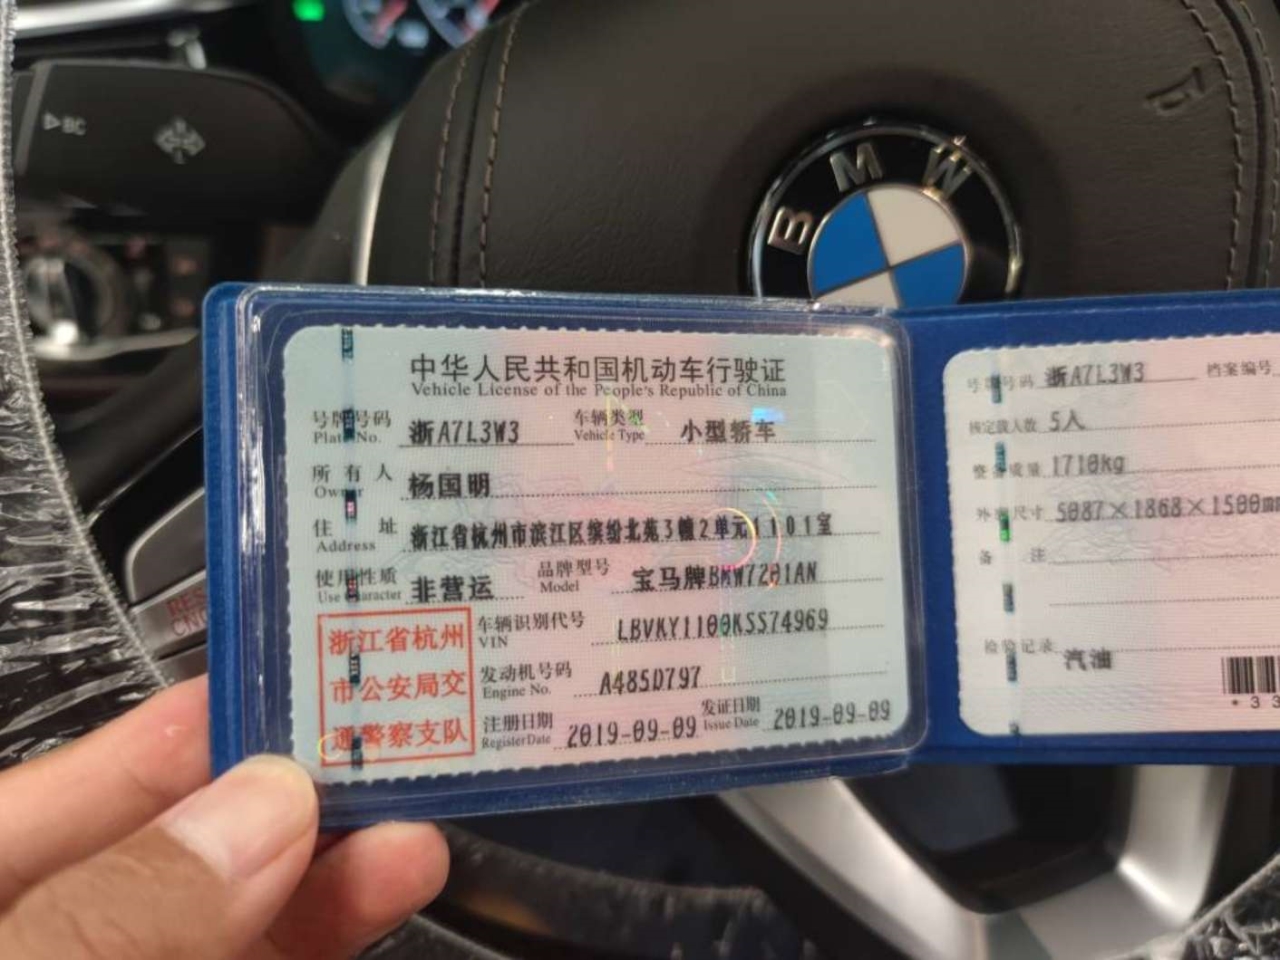 BC
BMW
中华人民共和国机动车行驶证
Vehicle License of the People's Republic of China
号牌号码 浙A7L3W3 车辆类型 小型轿车
Plate No. Vehicle Type
所有人 杨国明
Owner
住址 浙江省杭州市滨江区缤纷北苑3幢2单元1101室
Address
使用性质 非营运 品牌型号 宝马牌BMW7201AN
Use Character Model
浙江省杭州市公安局交通警察支队
车辆识别代号 LBVKY1100KSS74969
VIN
发动机号码 A485D797
Engine No.
注册日期 2019-09-09 发证日期 2019-09-09
Register Date Issue Date
号牌号码 浙A7L3W3 档案编号
核定载人数 5人
整备质量 1710kg
外廓尺寸 5087×1868×1500mm
备注
检验记录 汽油